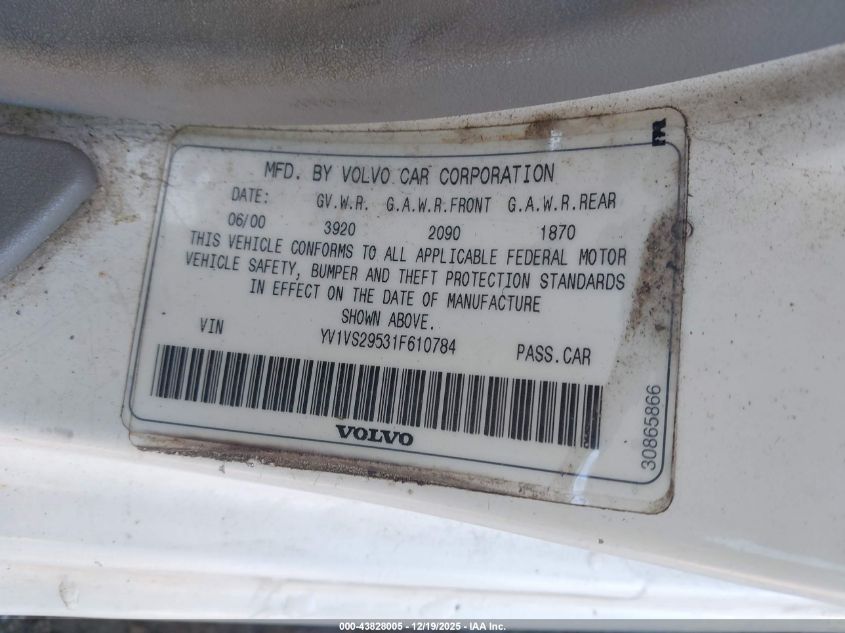 MFD. BY VOLVO CAR CORPORATION
DATE: GV.W.R. G.A.W.R.FRONT G.A.W.R.REAR
06/00 3920 2090 1870
THIS VEHICLE CONFORMS TO ALL APPLICABLE FEDERAL MOTOR
VEHICLE SAFETY, BUMPER AND THEFT PROTECTION STANDARDS
IN EFFECT ON THE DATE OF MANUFACTURE
SHOWN ABOVE.
VIN YV1VS29531F610784 PASS.CAR
VOLVO
30865866
000-43828005 - 12/19/2025 - IAA Inc.